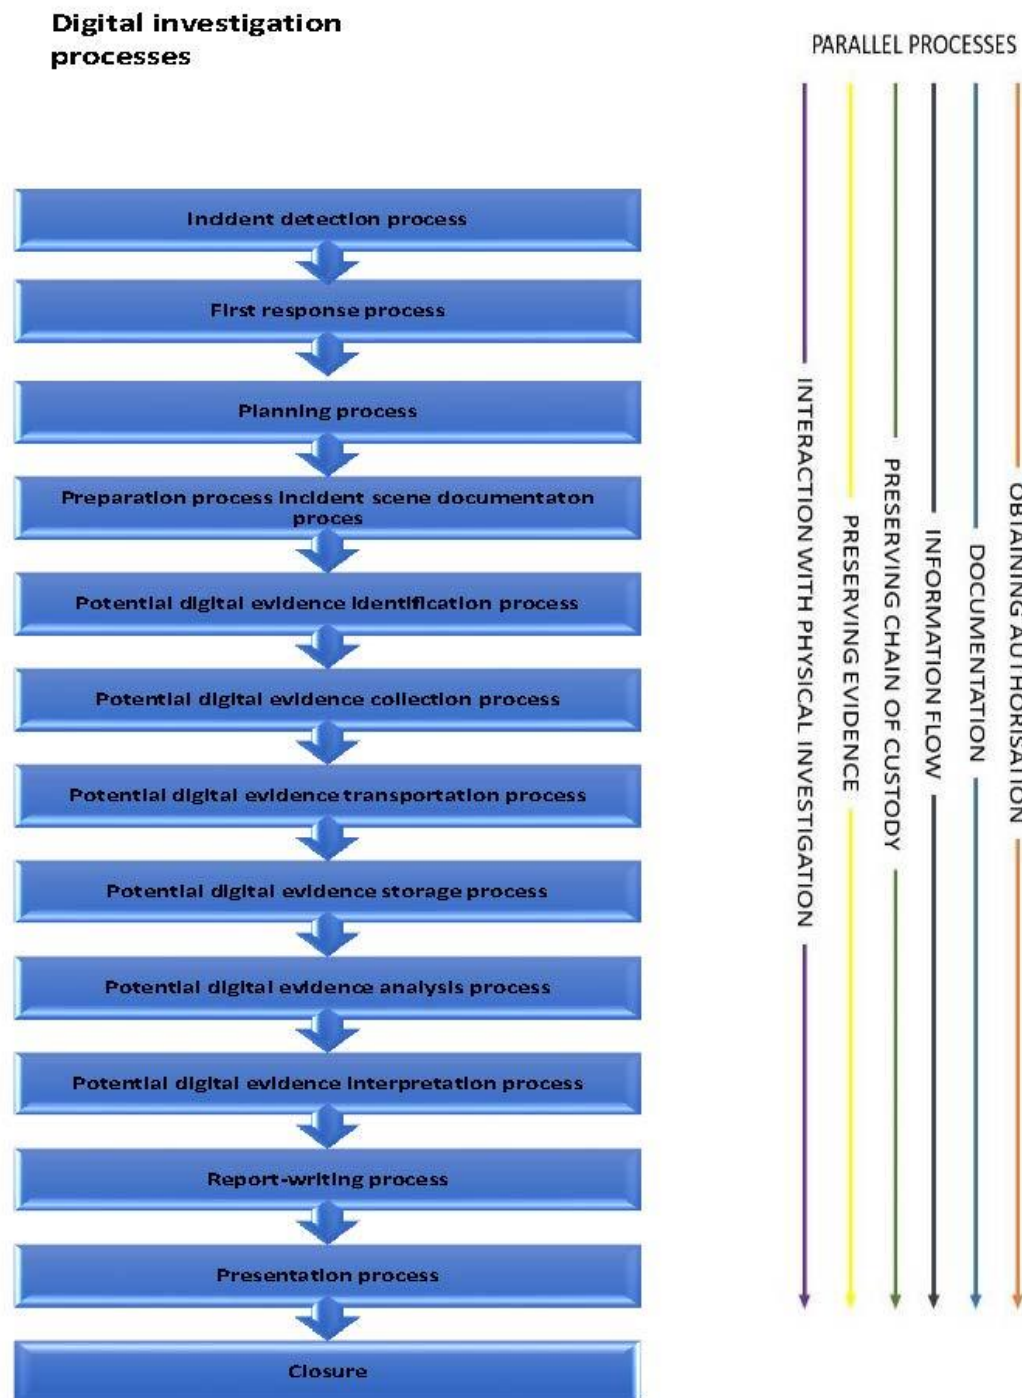 Digital investigation
processes
PARALLEL PROCESSES
Incident detection process
First response process
Planning process
Preparation process incident scene documentaton
proces
Potential digital evidence identification process
Potential digital evidence collection process
Potential digital evidence transportation process
Potential digital evidence storage process
Potential digital evidence analysis process
Potential digital evidence interpretation process
Report-writing process
Presentation process
Closure
INTERACTION WITH PHYSICAL INVESTIGATION
PRESERVING EVIDENCE
PRESERVING CHAIN OF CUSTODY
INFORMATION FLOW
DOCUMENTATION
OBTAINING AUTHORISATION